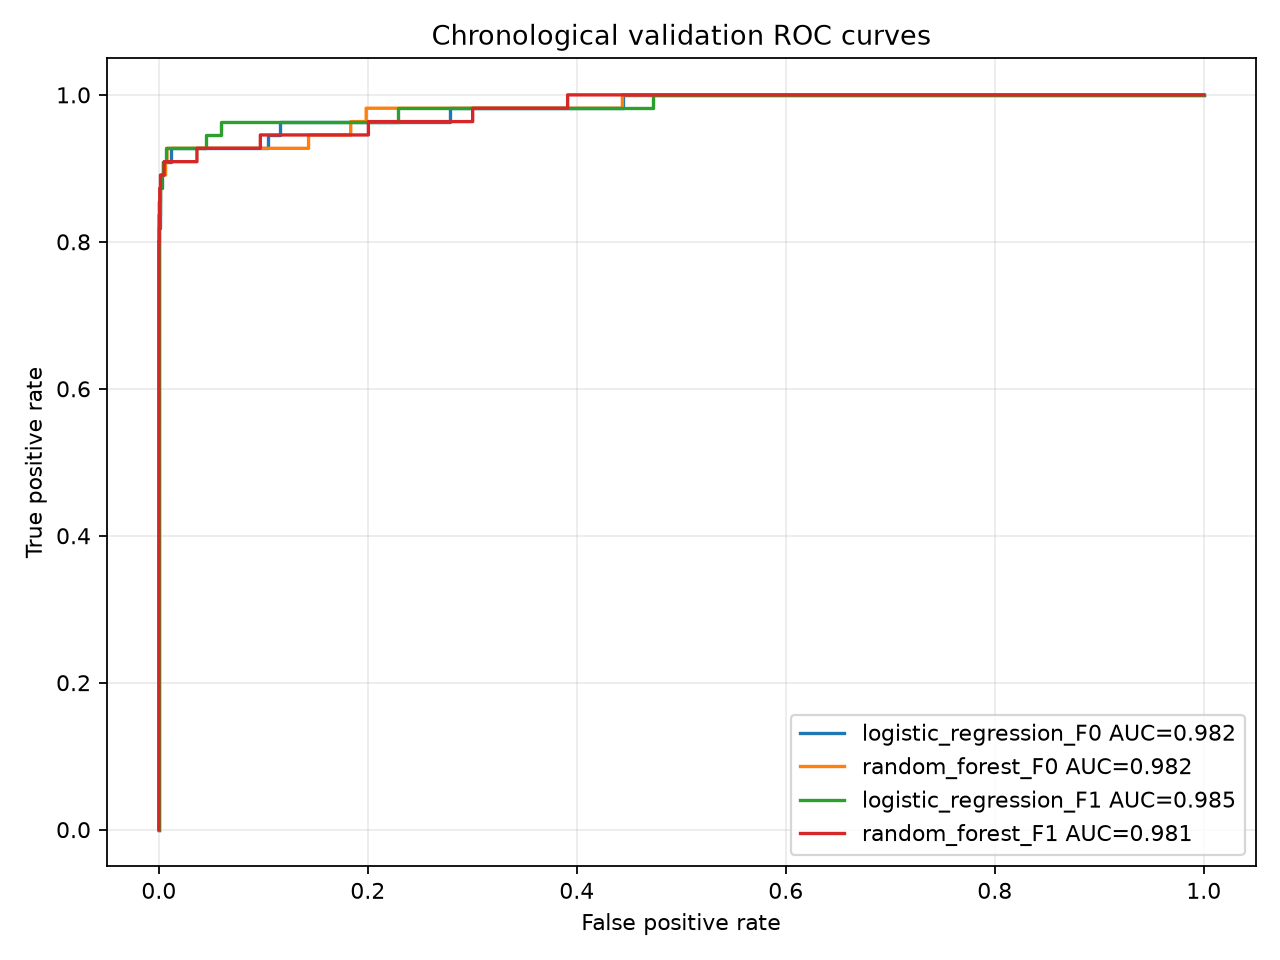 Chronological validation ROC curves
True positive rate
1.0
0.8
0.6
0.4
0.2
0.0
logistic_regression_F0 AUC=0.982
random_forest_F0 AUC=0.982
logistic_regression_F1 AUC=0.985
random_forest_F1 AUC=0.981
0.0 0.2 0.4 0.6 0.8 1.0
False positive rate